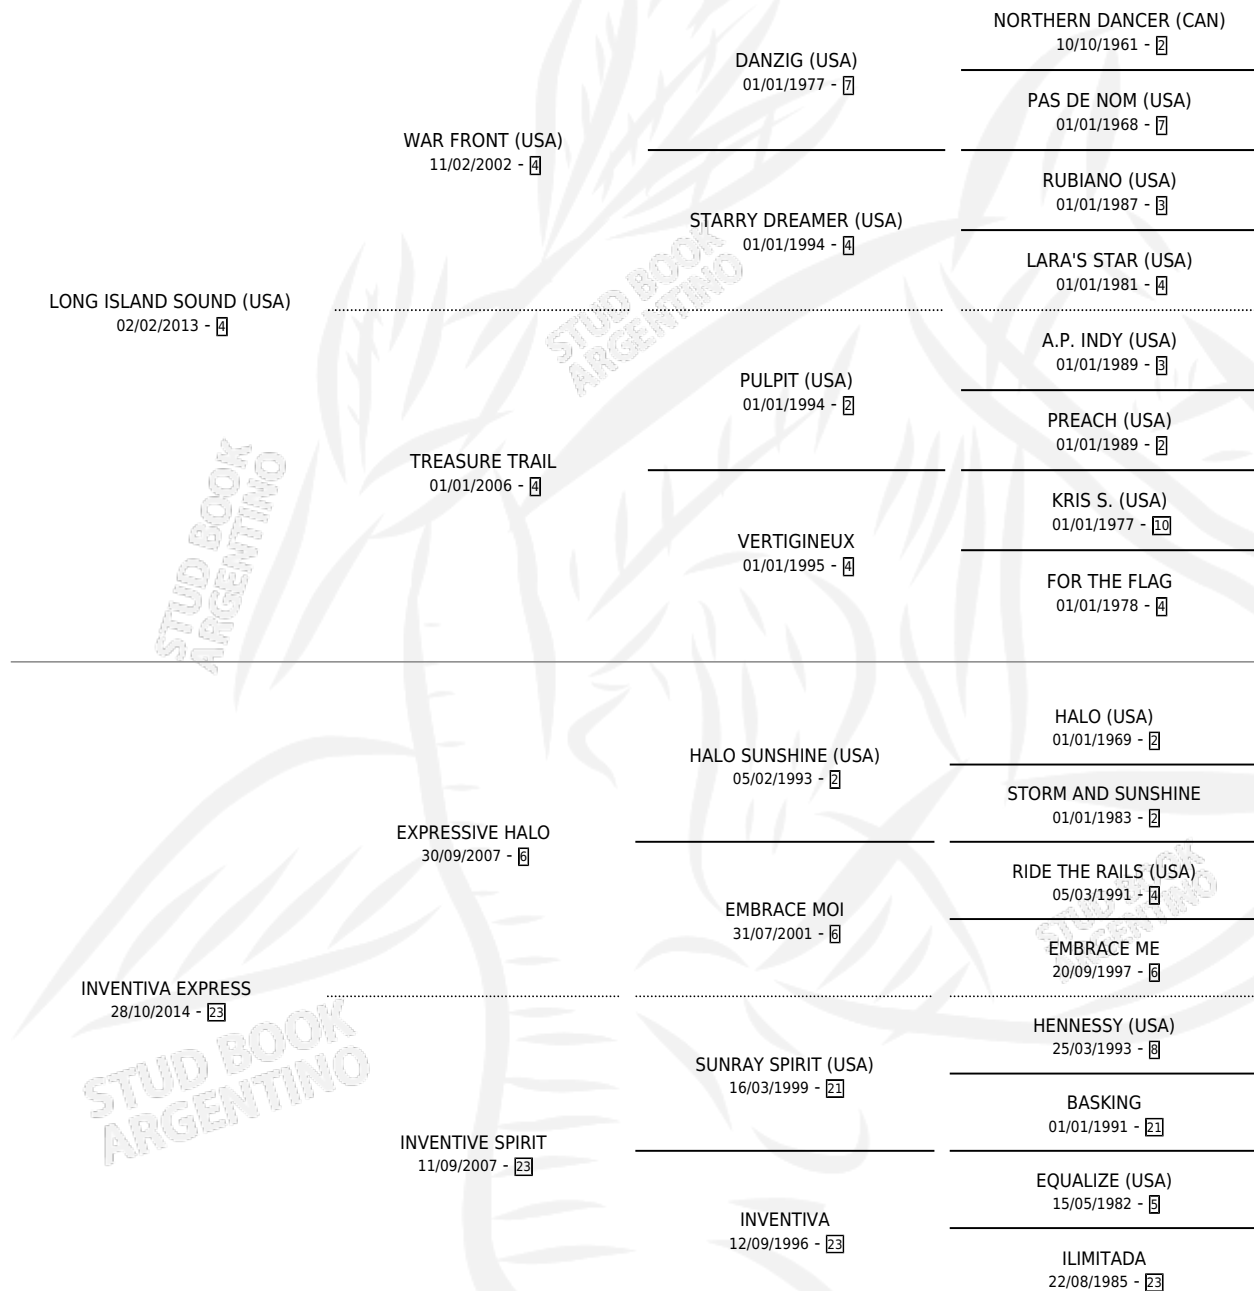 NORTHERN DANCER (CAN)
10/10/1961 - 2
DANZIG (USA)
01/01/1977 - 7
PAS DE NOM (USA)
01/01/1968 - 7
WAR FRONT (USA)
11/02/2002 - 4
RUBIANO (USA)
01/01/1987 - 3
STARRY DREAMER (USA)
01/01/1994 - 4
LARA'S STAR (USA)
01/01/1981 - 4
LONG ISLAND SOUND (USA)
02/02/2013 - 4
STUD BOOK
ARGENTINO
A.P. INDY (USA)
01/01/1989 - 3
PULPIT (USA)
01/01/1994 - 2
PREACH (USA)
01/01/1989 - 2
TREASURE TRAIL
01/01/2006 - 4
KRIS S. (USA)
01/01/1977 - 10
VERTIGINEUX
01/01/1995 - 4
FOR THE FLAG
01/01/1978 - 4
STUD BOOK
ARGENTINO
HALO (USA)
01/01/1969 - 2
HALO SUNSHINE (USA)
05/02/1993 - 2
STORM AND SUNSHINE
01/01/1983 - 2
EXPRESSIVE HALO
30/09/2007 - 6
RIDE THE RAILS (USA)
05/03/1991 - 4
STUD BOOK
ARGENTINO
EMBRACE MOI
31/07/2001 - 6
EMBRACE ME
20/09/1997 - 6
INVENTIVA EXPRESS
28/10/2014 - 23
STUD BOOK
ARGENTINO
HENNESSY (USA)
25/03/1993 - 8
SUNRAY SPIRIT (USA)
16/03/1999 - 21
BASKING
01/01/1991 - 21
INVENTIVE SPIRIT
11/09/2007 - 23
EQUALIZE (USA)
15/05/1982 - 5
INVENTIVA
12/09/1996 - 23
ILIMITADA
22/08/1985 - 23